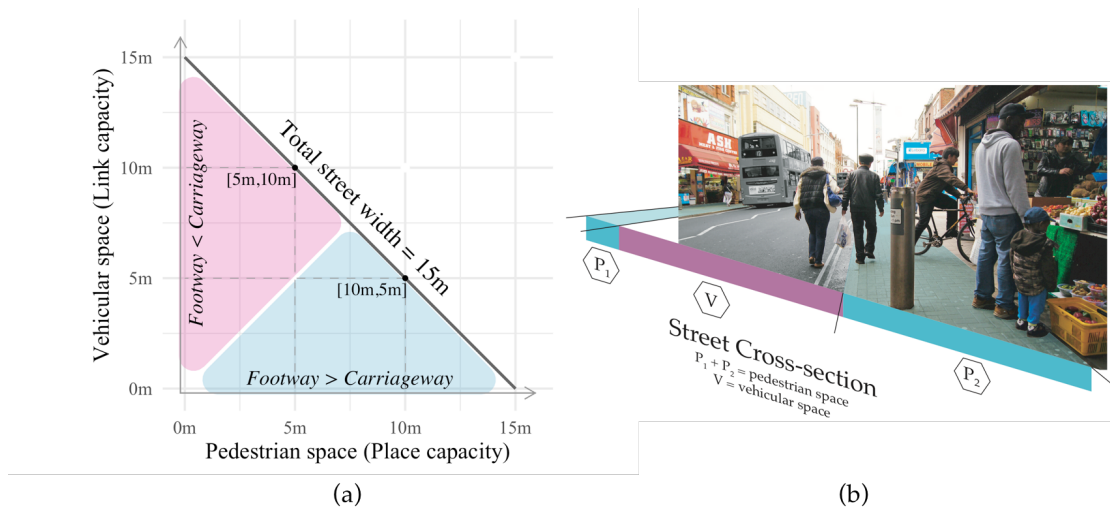 15m
10m
5m
0m
0m
5m
10m
15m
Vehicular space (Link capacity)
Pedestrian space (Place capacity)
Footway < Carriageway
Footway > Carriageway
[5m,10m]
[10m,5m]
Total street width = 15m
(a)
ASH
P1
V
P2
Street Cross-section
P1 + P2 = pedestrian space
V = vehicular space
(b)